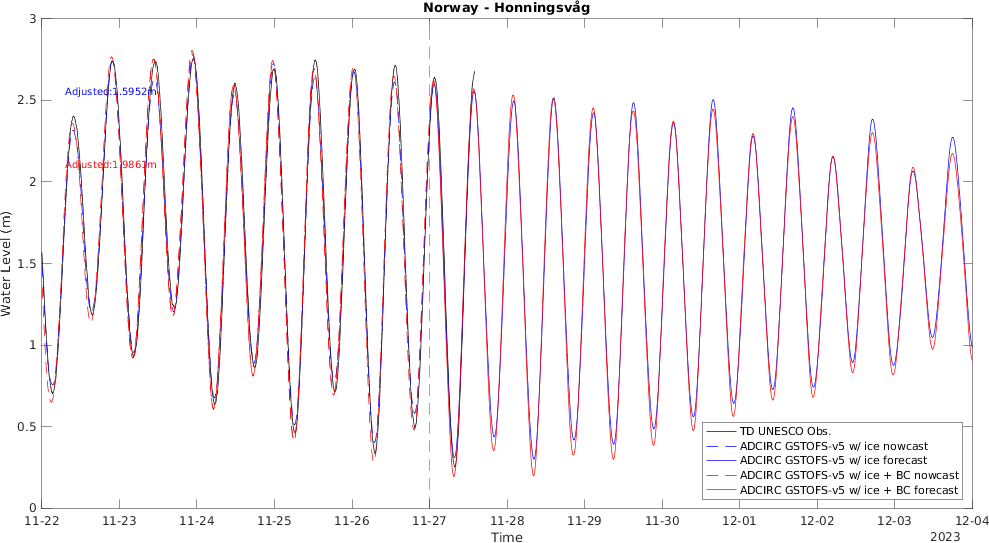 Norway - Honningsvåg
3
2.5
2
1.5
1
0.5
0
Water Level (m)
Adjusted:1.5952m
Adjusted:1.9861m
TD UNESCO Obs.
ADCIRC GSTOFS-v5 w/ ice nowcast
ADCIRC GSTOFS-v5 w/ ice forecast
ADCIRC GSTOFS-v5 w/ ice + BC nowcast
ADCIRC GSTOFS-v5 w/ ice + BC forecast
11-22 11-23 11-24 11-25 11-26 11-27 11-28 11-29 11-30 12-01 12-02 12-03 12-04
Time
2023